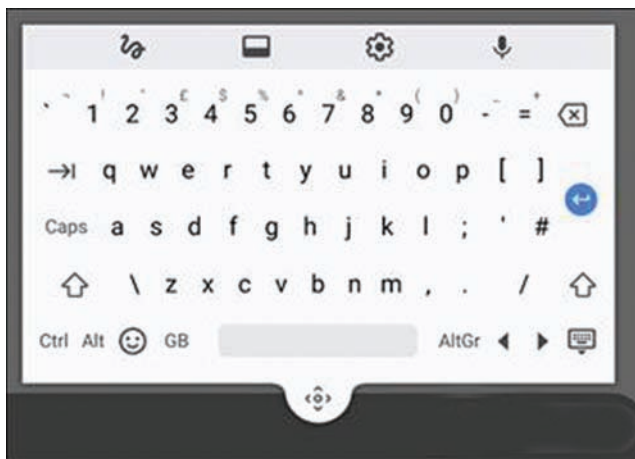 ` ¬ 1 ! 2 " 3 £ 4 $ 5 % 6 ^ 7 & 8 * 9 ( 0 ) - _ = +
q w e r t y u i o p [ ]
Caps a s d f g h j k l ; ' #
\ z x c v b n m , . /
Ctrl Alt GB AltGr